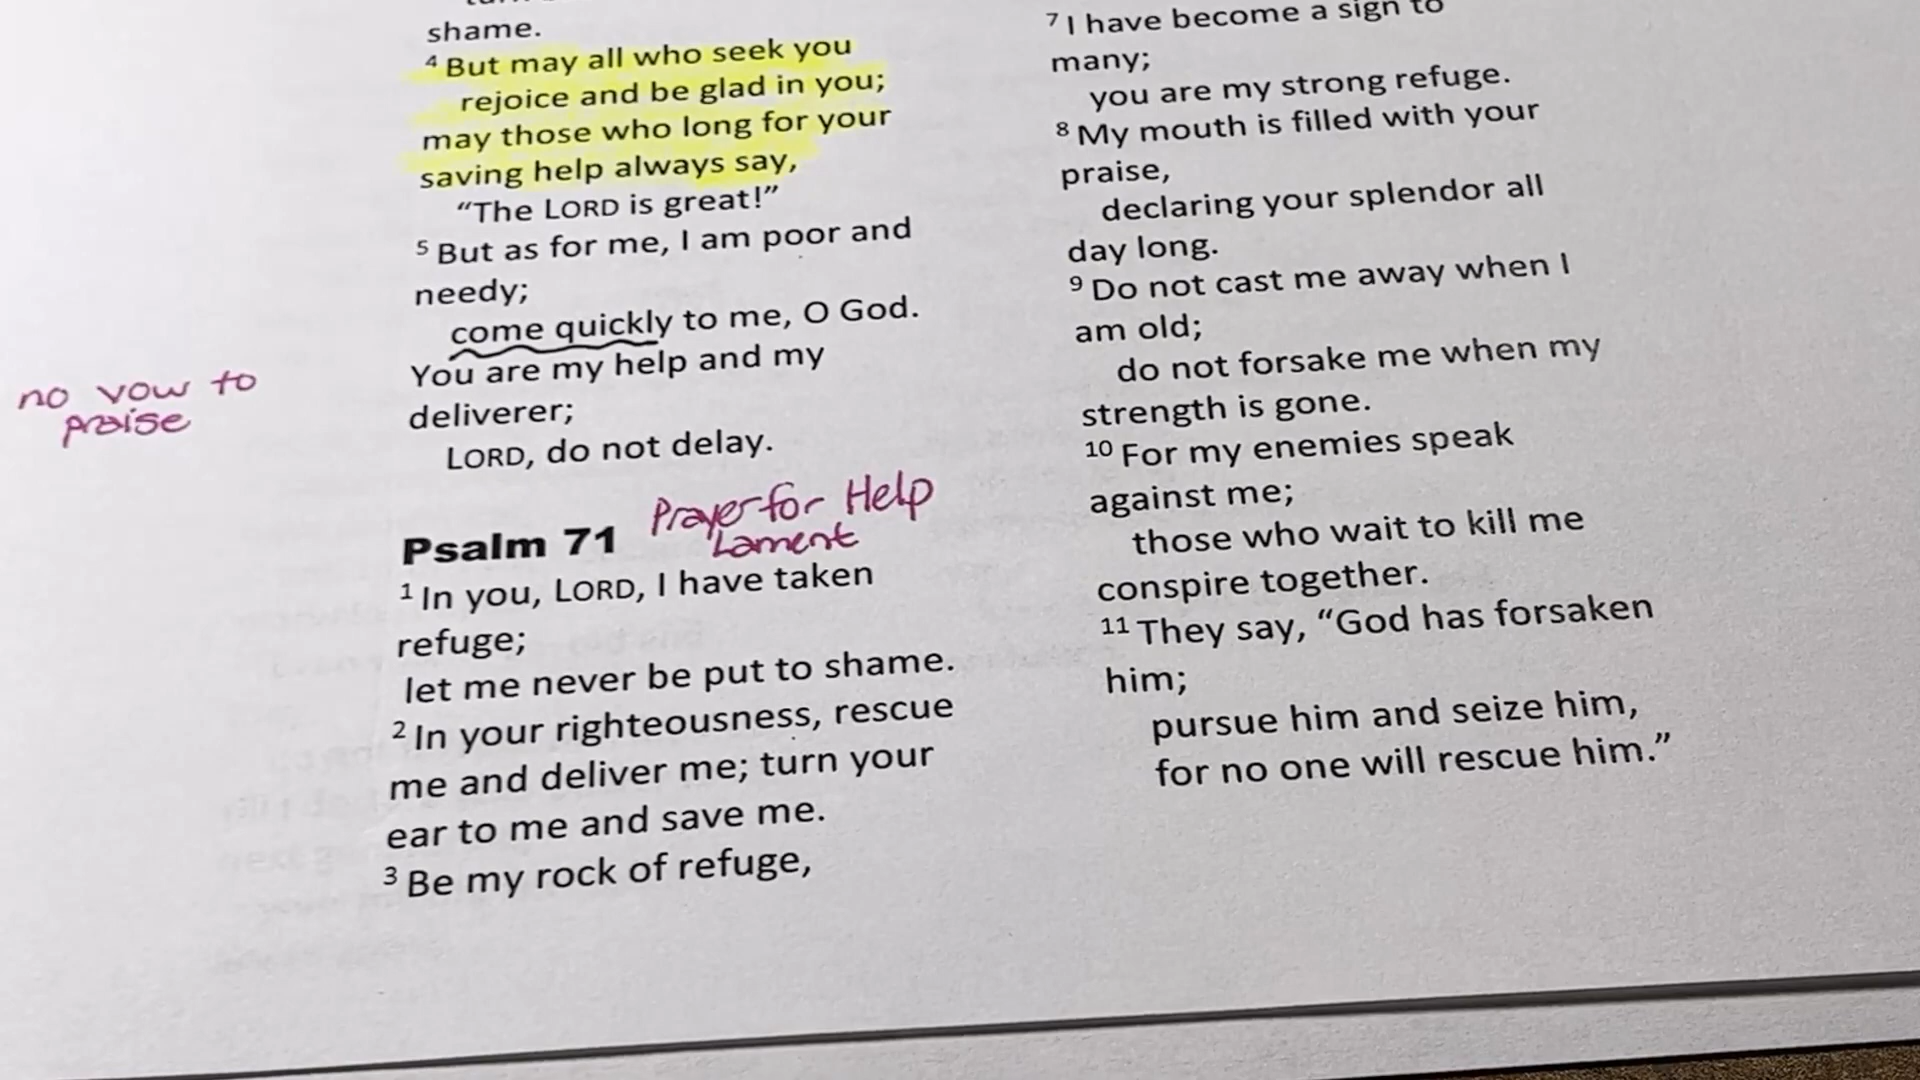 shame.
4 But may all who seek you
rejoice and be glad in you;
may those who long for your
saving help always say,
“The LORD is great!”
5 But as for me, I am poor and
needy;
come quickly to me, O God.
You are my help and my
deliverer;
LORD, do not delay.
no vow to
praise
Psalm 71 Prayer for Help
Lament
1 In you, LORD, I have taken
refuge;
let me never be put to shame.
2 In your righteousness, rescue
me and deliver me; turn your
ear to me and save me.
3 Be my rock of refuge,
7 I have become a sign to
many;
you are my strong refuge.
8 My mouth is filled with your
praise,
declaring your splendor all
day long.
9 Do not cast me away when I
am old;
do not forsake me when my
strength is gone.
10 For my enemies speak
against me;
those who wait to kill me
conspire together.
11 They say, “God has forsaken
him;
pursue him and seize him,
for no one will rescue him.”